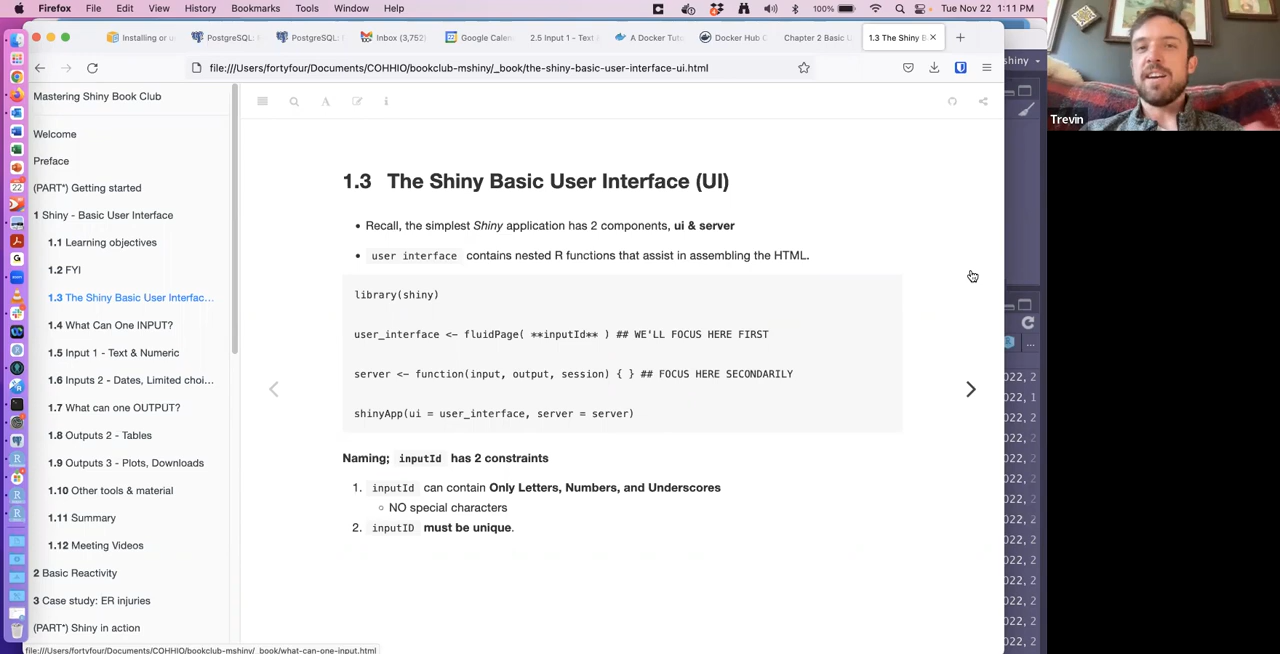 Firefox File Edit View History Bookmarks Tools Window Help 100% Tue Nov 22 1:11 PM
Installing or u PostgreSQL: PostgreSQL: Inbox (3,752) Google Calen 2.5 Input 1 - Text A Docker Tuto Docker Hub C Chapter 2 Basic U 1.3 The Shiny B
file:///Users/fortyfour/Documents/COHHIO/bookclub-mshiny/_book/the-shiny-basic-user-interface-ui.html
shiny
Trevin
Mastering Shiny Book Club
Welcome
Preface
(PART*) Getting started
1 Shiny - Basic User Interface
1.1 Learning objectives
1.2 FYI
1.3 The Shiny Basic User Interfac...
1.4 What Can One INPUT?
1.5 Input 1 - Text & Numeric
1.6 Inputs 2 - Dates, Limited choi...
1.7 What can one OUTPUT?
1.8 Outputs 2 - Tables
1.9 Outputs 3 - Plots, Downloads
1.10 Other tools & material
1.11 Summary
1.12 Meeting Videos
2 Basic Reactivity
3 Case study: ER injuries
(PART*) Shiny in action
1.3 The Shiny Basic User Interface (UI)
Recall, the simplest Shiny application has 2 components, ui & server
user interface contains nested R functions that assist in assembling the HTML.
library(shiny)
user_interface <- fluidPage( **inputId** ) ## WE'LL FOCUS HERE FIRST
server <- function(input, output, session) { } ## FOCUS HERE SECONDARILY
shinyApp(ui = user_interface, server = server)
Naming; inputId has 2 constraints
1. inputId can contain Only Letters, Numbers, and Underscores
NO special characters
2. inputID must be unique.
file:///Users/fortyfour/Documents/COHHIO/bookclub-mshiny/_book/what-can-one-input.html